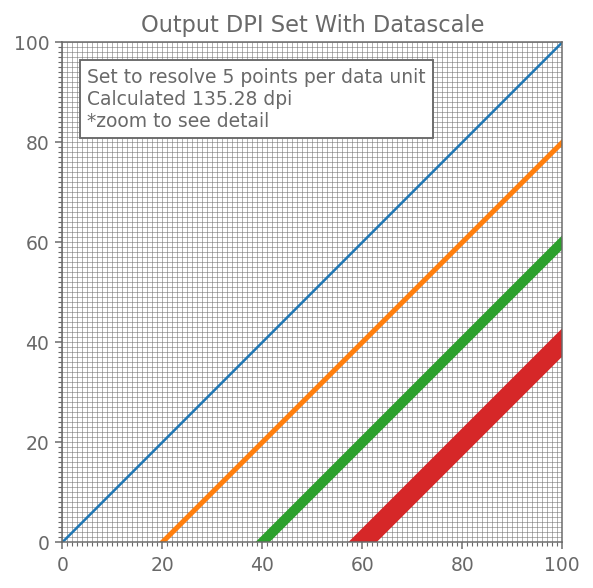 Output DPI Set With Datascale
Set to resolve 5 points per data unit
Calculated 135.28 dpi
*zoom to see detail
100
80
60
40
20
0
0 20 40 60 80 100